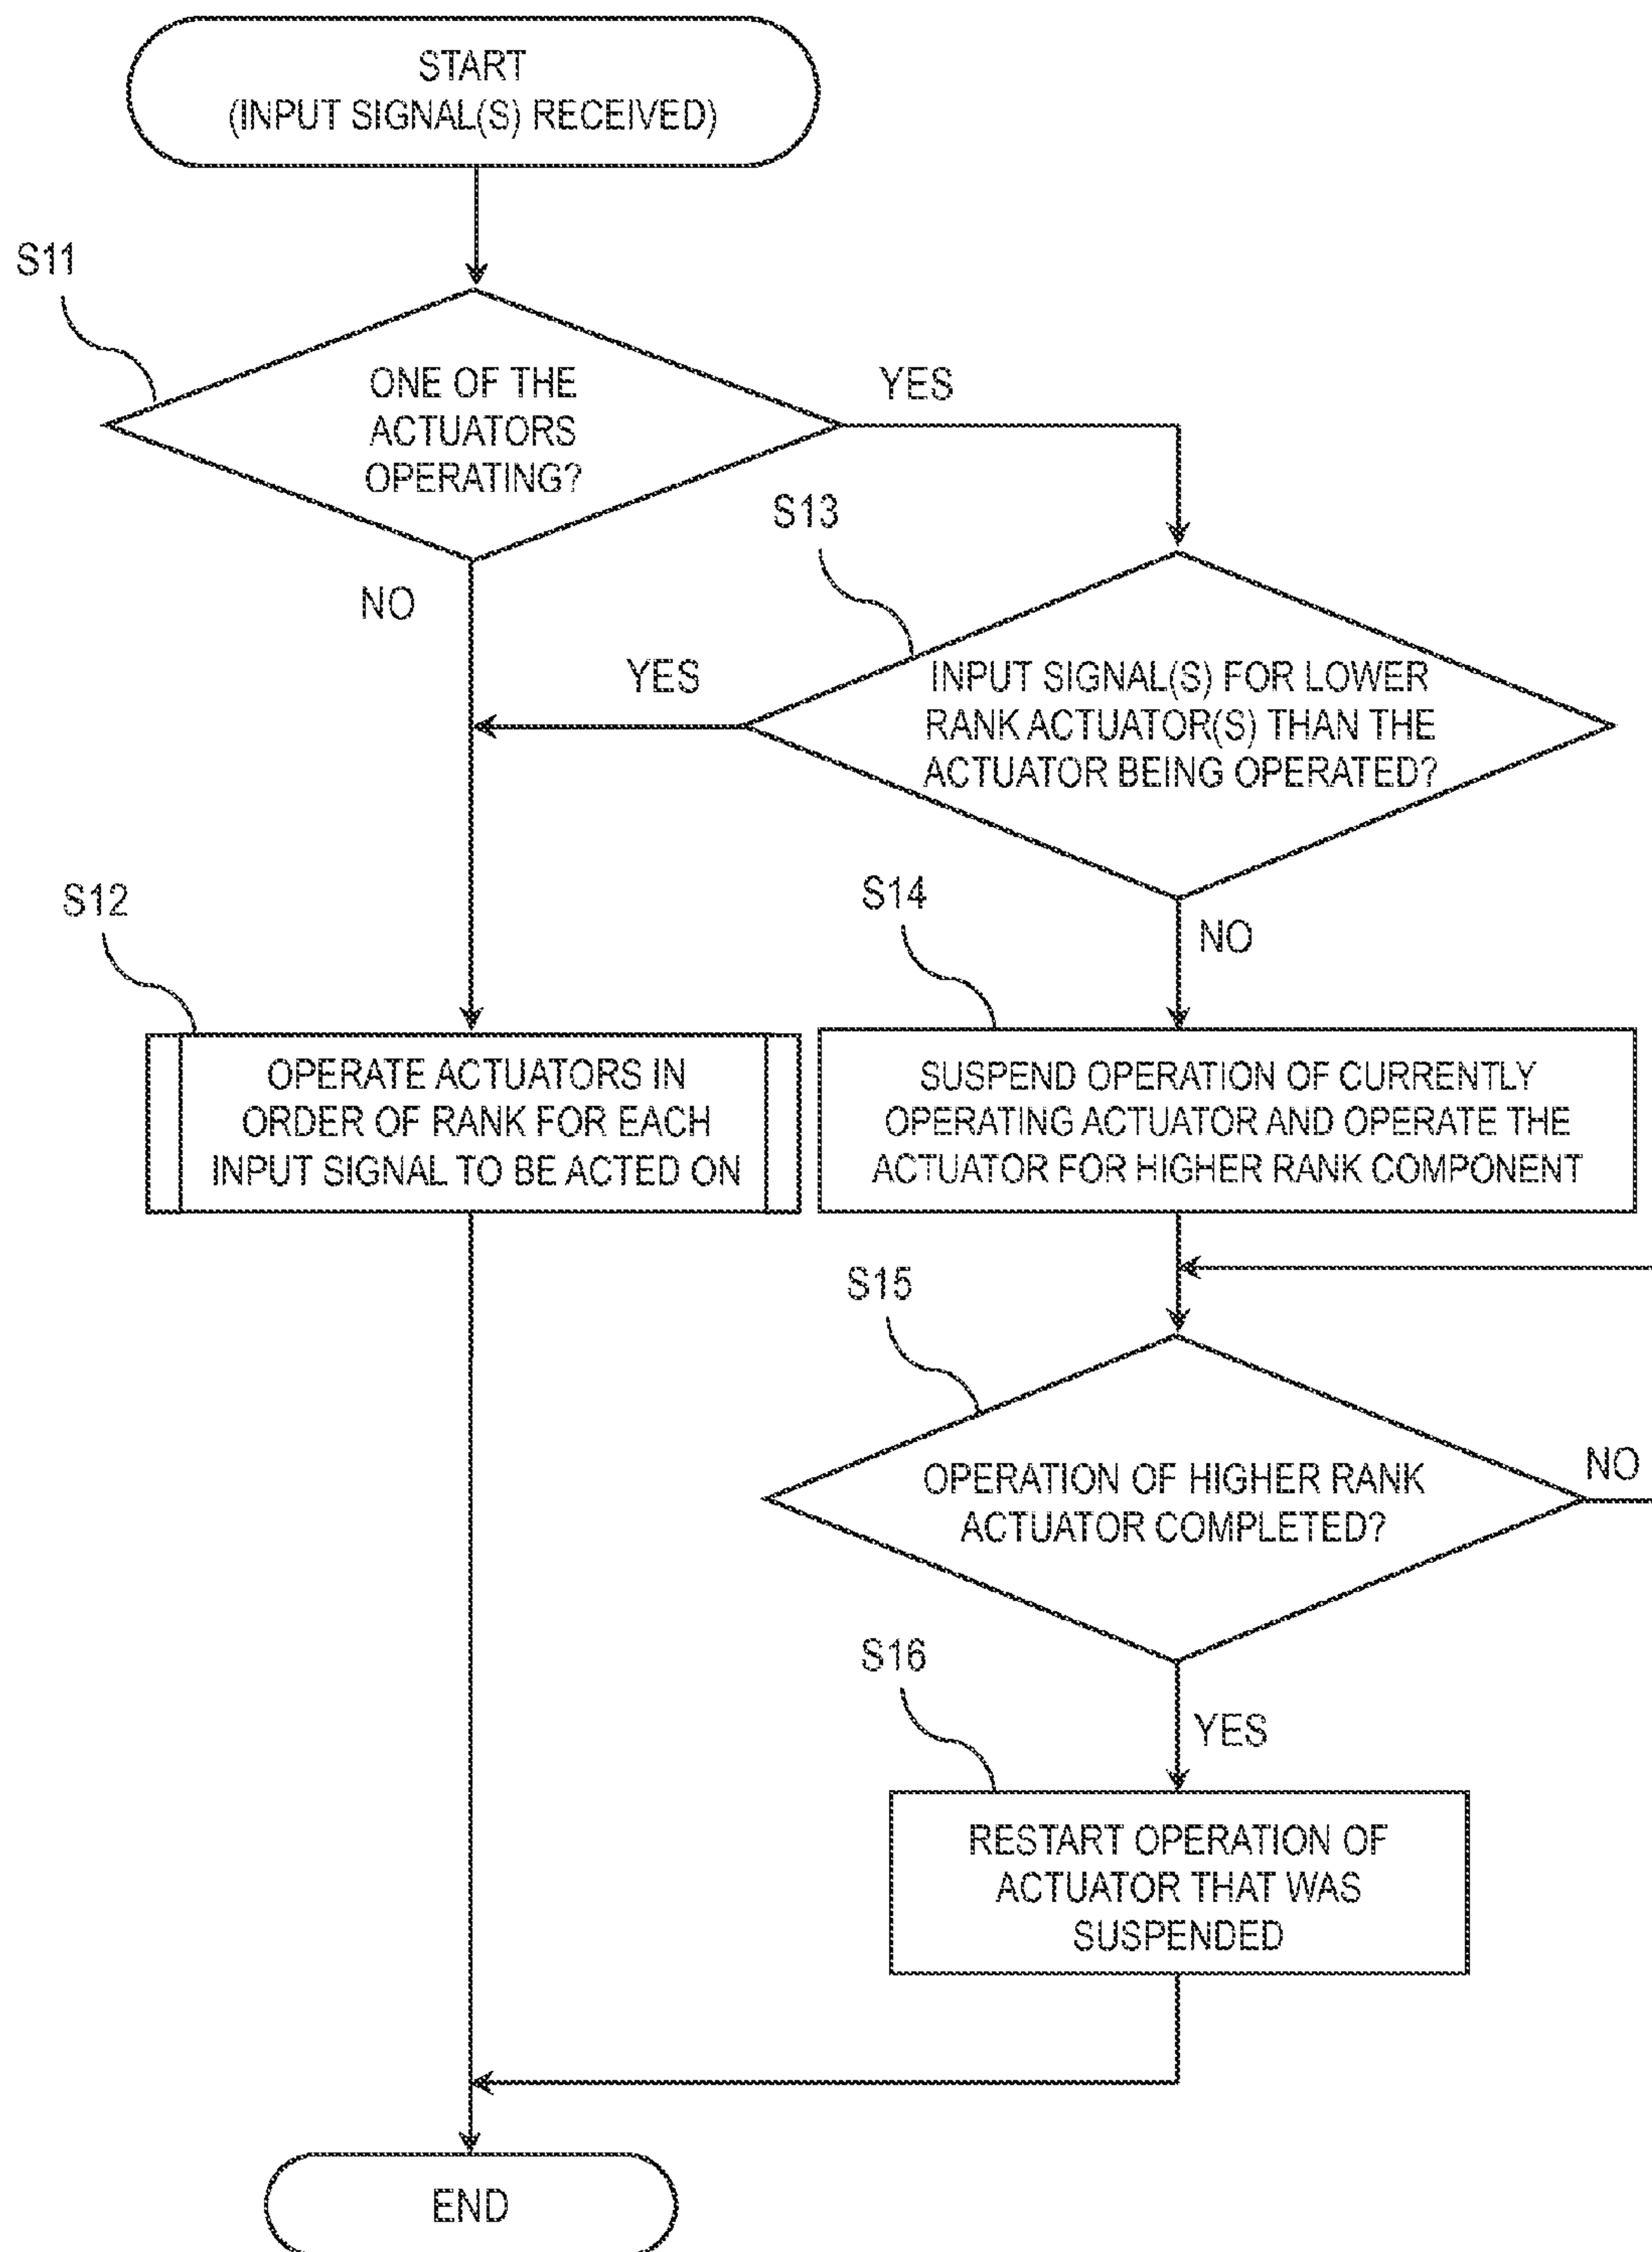 START
(INPUT SIGNAL(S) RECEIVED)
S11
ONE OF THE
ACTUATORS
OPERATING?
YES
NO
S13
INPUT SIGNAL(S) FOR LOWER
RANK ACTUATOR(S) THAN THE
ACTUATOR BEING OPERATED?
YES
NO
S12
OPERATE ACTUATORS IN
ORDER OF RANK FOR EACH
INPUT SIGNAL TO BE ACTED ON
S14
SUSPEND OPERATION OF CURRENTLY
OPERATING ACTUATOR AND OPERATE THE
ACTUATOR FOR HIGHER RANK COMPONENT
S15
OPERATION OF HIGHER RANK
ACTUATOR COMPLETED?
NO
YES
S16
RESTART OPERATION OF
ACTUATOR THAT WAS
SUSPENDED
END